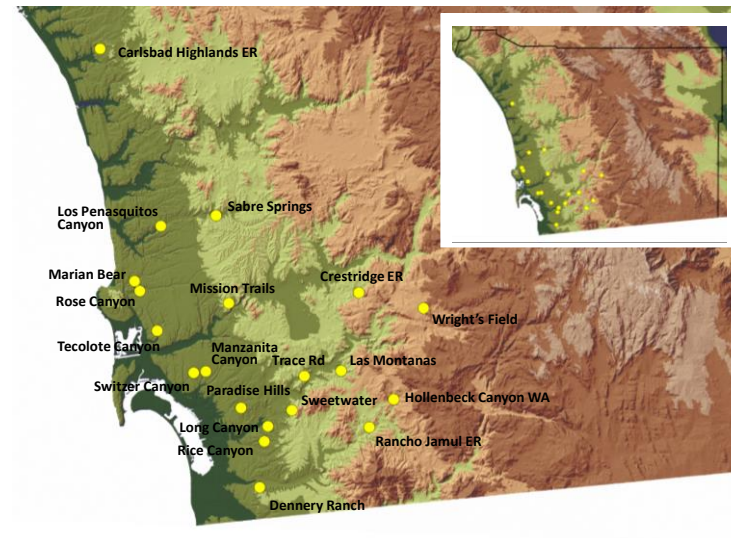 Carlsbad Highlands ER
Los Penasquitos
Canyon
Sabre Springs
Marian Bear
Rose Canyon
Mission Trails
Crestridge ER
Wright's Field
Tecolote Canyon
Manzanita
Canyon
Trace Rd
Las Montanas
Switzer Canyon
Paradise Hills
Sweetwater
Hollenbeck Canyon WA
Long Canyon
Rice Canyon
Rancho Jamul ER
Dennery Ranch